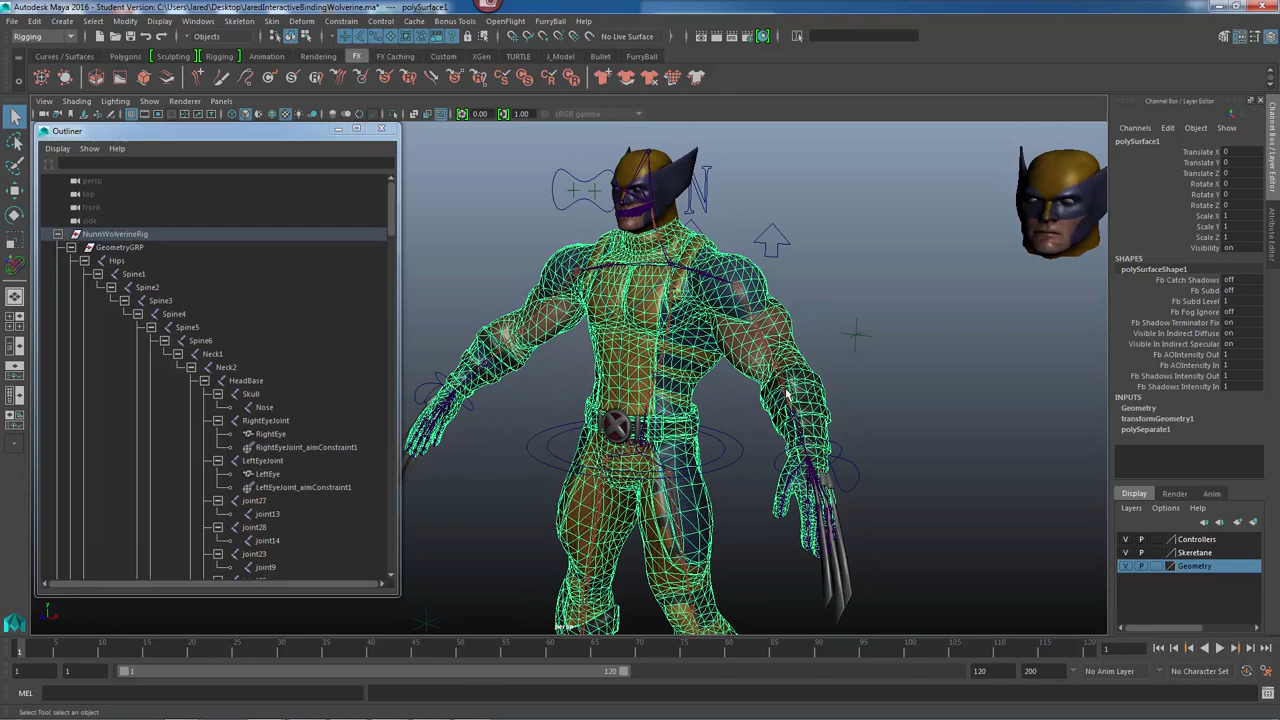 Autodesk Maya 2016 - Student Version: C:\Users\Jared\Desktop\JaredInteractiveBindingWolverine.ma* --- polySurface1
File Edit Create Select Modify Display Windows Skeleton Skin Deform Constrain Control Cache Bonus Tools OpenFlight FurryBall Help
Rigging Objects No Live Surface
Curves / Surfaces Polygons Sculpting Rigging Animation Rendering FX FX Caching Custom XGen TURTLE J_Model Bullet FurryBall
View Shading Lighting Show Renderer Panels
0.00 1.00 sRGB gamma
Outliner
Display Show Help
persp
top
front
side
NunnWolverineRig
GeometryGRP
Hips
Spine1
Spine2
Spine3
Spine4
Spine5
Spine6
Neck1
Neck2
HeadBase
Skull
Nose
RightEyeJoint
RightEye
RightEyeJoint_aimConstraint1
LeftEyeJoint
LeftEye
LeftEyeJoint_aimConstraint1
joint27
joint13
joint28
joint14
joint23
joint9
N
persp
Channel Box / Layer Editor
Channels Edit Object Show
polySurface1
Translate X 0
Translate Y 0
Translate Z 0
Rotate X 0
Rotate Y 0
Rotate Z 0
Scale X 1
Scale Y 1
Scale Z 1
Visibility on
SHAPES
polySurfaceShape1
Fb Catch Shadows off
Fb Subd off
Fb Subd Level 1
Fb Fog Ignore off
Fb Shadow Terminator Fix on
Visible In Indirect Diffuse on
Visible In Indirect Specular on
Fb AOIntensity Out 1
Fb AOIntensity In 1
Fb Shadows Intensity Out 1
Fb Shadows Intensity In 1
INPUTS
Geometry
transformGeometry1
polySeparate1
Display Render Anim
Layers Options Help
V P Controllers
V P Skeretane
V P Geometry
Channel Box / Layer Editor
Attribute Editor
5 10 15 20 25 30 35 40 45 50 55 60 65 70 75 80 85 90 95 100 105 110 115 120
1
1 1 1 120 120 200 No Anim Layer No Character Set
MEL
Select Tool: select an object